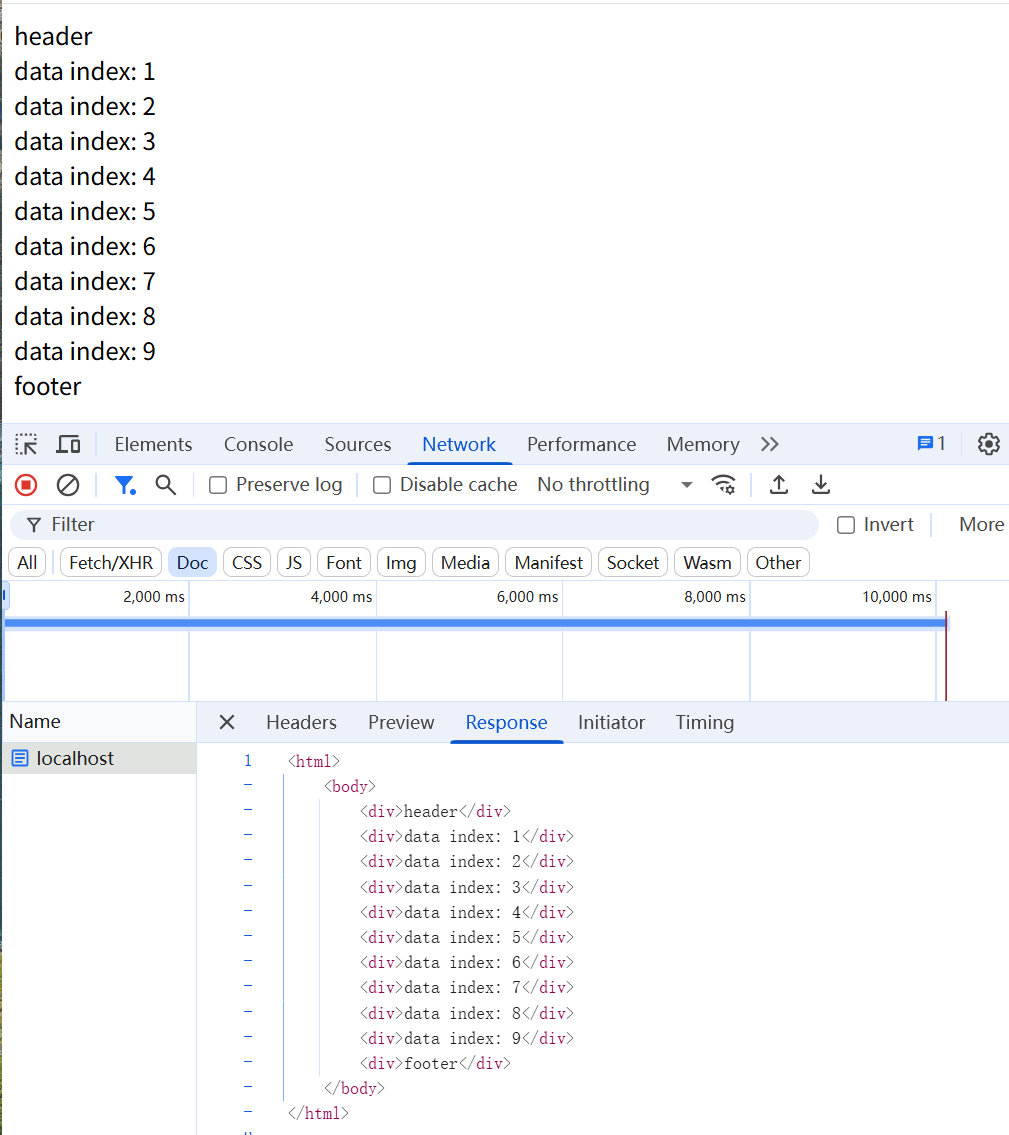 header
data index: 1
data index: 2
data index: 3
data index: 4
data index: 5
data index: 6
data index: 7
data index: 8
data index: 9
footer
Elements Console Sources Network Performance Memory 1
Preserve log Disable cache No throttling
Filter Invert More
All Fetch/XHR Doc CSS JS Font Img Media Manifest Socket Wasm Other
2,000 ms 4,000 ms 6,000 ms 8,000 ms 10,000 ms
Name Headers Preview Response Initiator Timing
localhost
1 <html>
- <body>
- <div>header</div>
- <div>data index: 1</div>
- <div>data index: 2</div>
- <div>data index: 3</div>
- <div>data index: 4</div>
- <div>data index: 5</div>
- <div>data index: 6</div>
- <div>data index: 7</div>
- <div>data index: 8</div>
- <div>data index: 9</div>
- <div>footer</div>
- </body>
- </html>